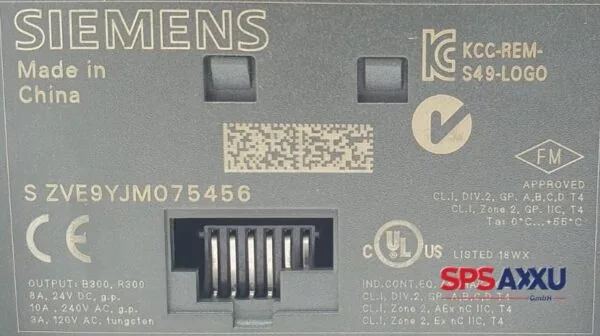 SIEMENS
Made in
China
KCC-REM-
S49-LOGO
S ZVE9YJM075456
FM
APPROVED
CL.I, DIV.2, GP. A,B,C,D T4
CL.I, Zone 2, GP. IIC, T4
Ta: 0°C...+55°C
CE
C UL US LISTED 18WX
OUTPUT: B300, R300
8A, 24V DC, g.p.
10A , 240V AC, g.p.
3A, 120V AC, tungsten
IND.CONT.EQ.
CL.I, DIV.2, GP. A,B,C,D T4
CL.I, Zone 2, AEx nC IIC, T4
CL.I, Zone 2, Ex nC IIC, T4
SPS AXXU
GmbH